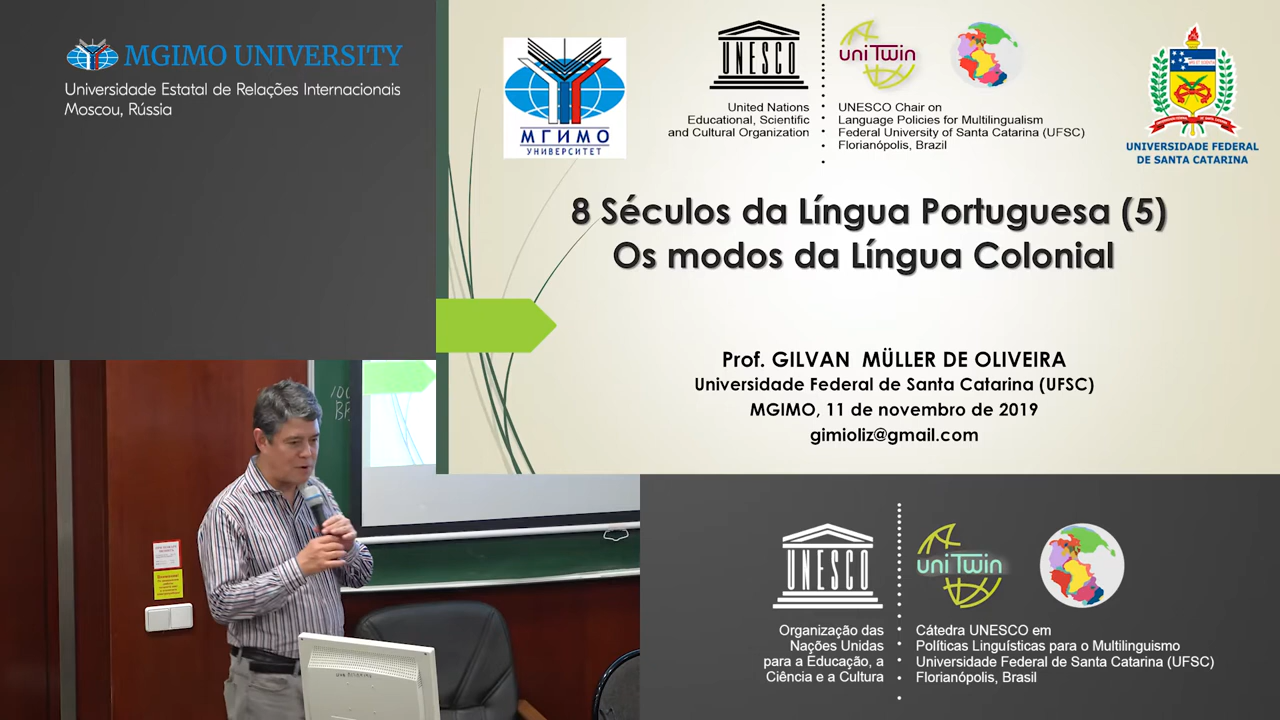 MGIMO UNIVERSITY
Universidade Estatal de Relações Internacionais
Moscou, Rússia
МГИМО
УНИВЕРСИТЕТ
UNESCO
United Nations
Educational, Scientific
and Cultural Organization
uniTwin
UNESCO Chair on
Language Policies for Multilingualism
Federal University of Santa Catarina (UFSC)
Florianópolis, Brazil
UNIVERSIDADE FEDERAL
DE SANTA CATARINA
8 Séculos da Língua Portuguesa (5)
Os modos da Língua Colonial
Prof. GILVAN MÜLLER DE OLIVEIRA
Universidade Federal de Santa Catarina (UFSC)
MGIMO, 11 de novembro de 2019
gimioliz@gmail.com
UNESCO
Organização das
Nações Unidas
para a Educação, a
Ciência e a Cultura
uniTwin
Cátedra UNESCO em
Políticas Linguísticas para o Multilinguismo
Universidade Federal de Santa Catarina (UFSC)
Florianópolis, Brasil